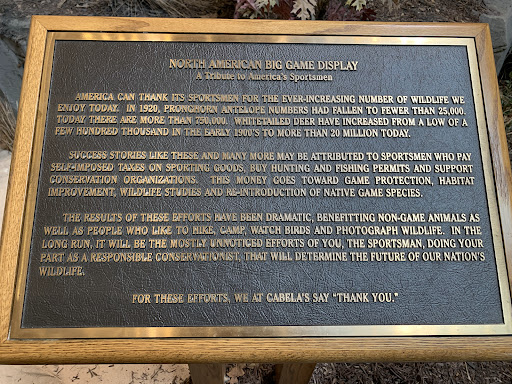 NORTH AMERICAN BIG GAME DISPLAY
A Tribute to America's Sportsmen
AMERICA CAN THANK ITS SPORTSMEN FOR THE EVER-INCREASING NUMBER OF WILDLIFE WE
ENJOY TODAY. IN 1920, PRONGHORN ANTELOPE NUMBERS HAD FALLEN TO FEWER THAN 25,000.
TODAY THERE ARE MORE THAN 750,000. WHITETAILED DEER HAVE INCREASED FROM A LOW OF A
FEW HUNDRED THOUSAND IN THE EARLY 1900'S TO MORE THAN 20 MILLION TODAY.
SUCCESS STORIES LIKE THESE AND MANY MORE MAY BE ATTRIBUTED TO SPORTSMEN WHO PAY
SELF-IMPOSED TAXES ON SPORTING GOODS, BUY HUNTING AND FISHING PERMITS AND SUPPORT
CONSERVATION ORGANIZATIONS. THIS MONEY GOES TOWARD GAME PROTECTION, HABITAT
IMPROVEMENT, WILDLIFE STUDIES AND RE-INTRODUCTION OF NATIVE GAME SPECIES.
THE RESULTS OF THESE EFFORTS HAVE BEEN DRAMATIC, BENEFITTING NON-GAME ANIMALS AS
WELL AS PEOPLE WHO LIKE TO HIKE, CAMP, WATCH BIRDS AND PHOTOGRAPH WILDLIFE. IN THE
LONG RUN, IT WILL BE THE MOSTLY UNNOTICED EFFORTS OF YOU, THE SPORTSMAN, DOING YOUR
PART AS A RESPONSIBLE CONSERVATIONIST, THAT WILL DETERMINE THE FUTURE OF OUR NATION'S
WILDLIFE.
FOR THESE EFFORTS, WE AT CABELA'S SAY "THANK YOU."